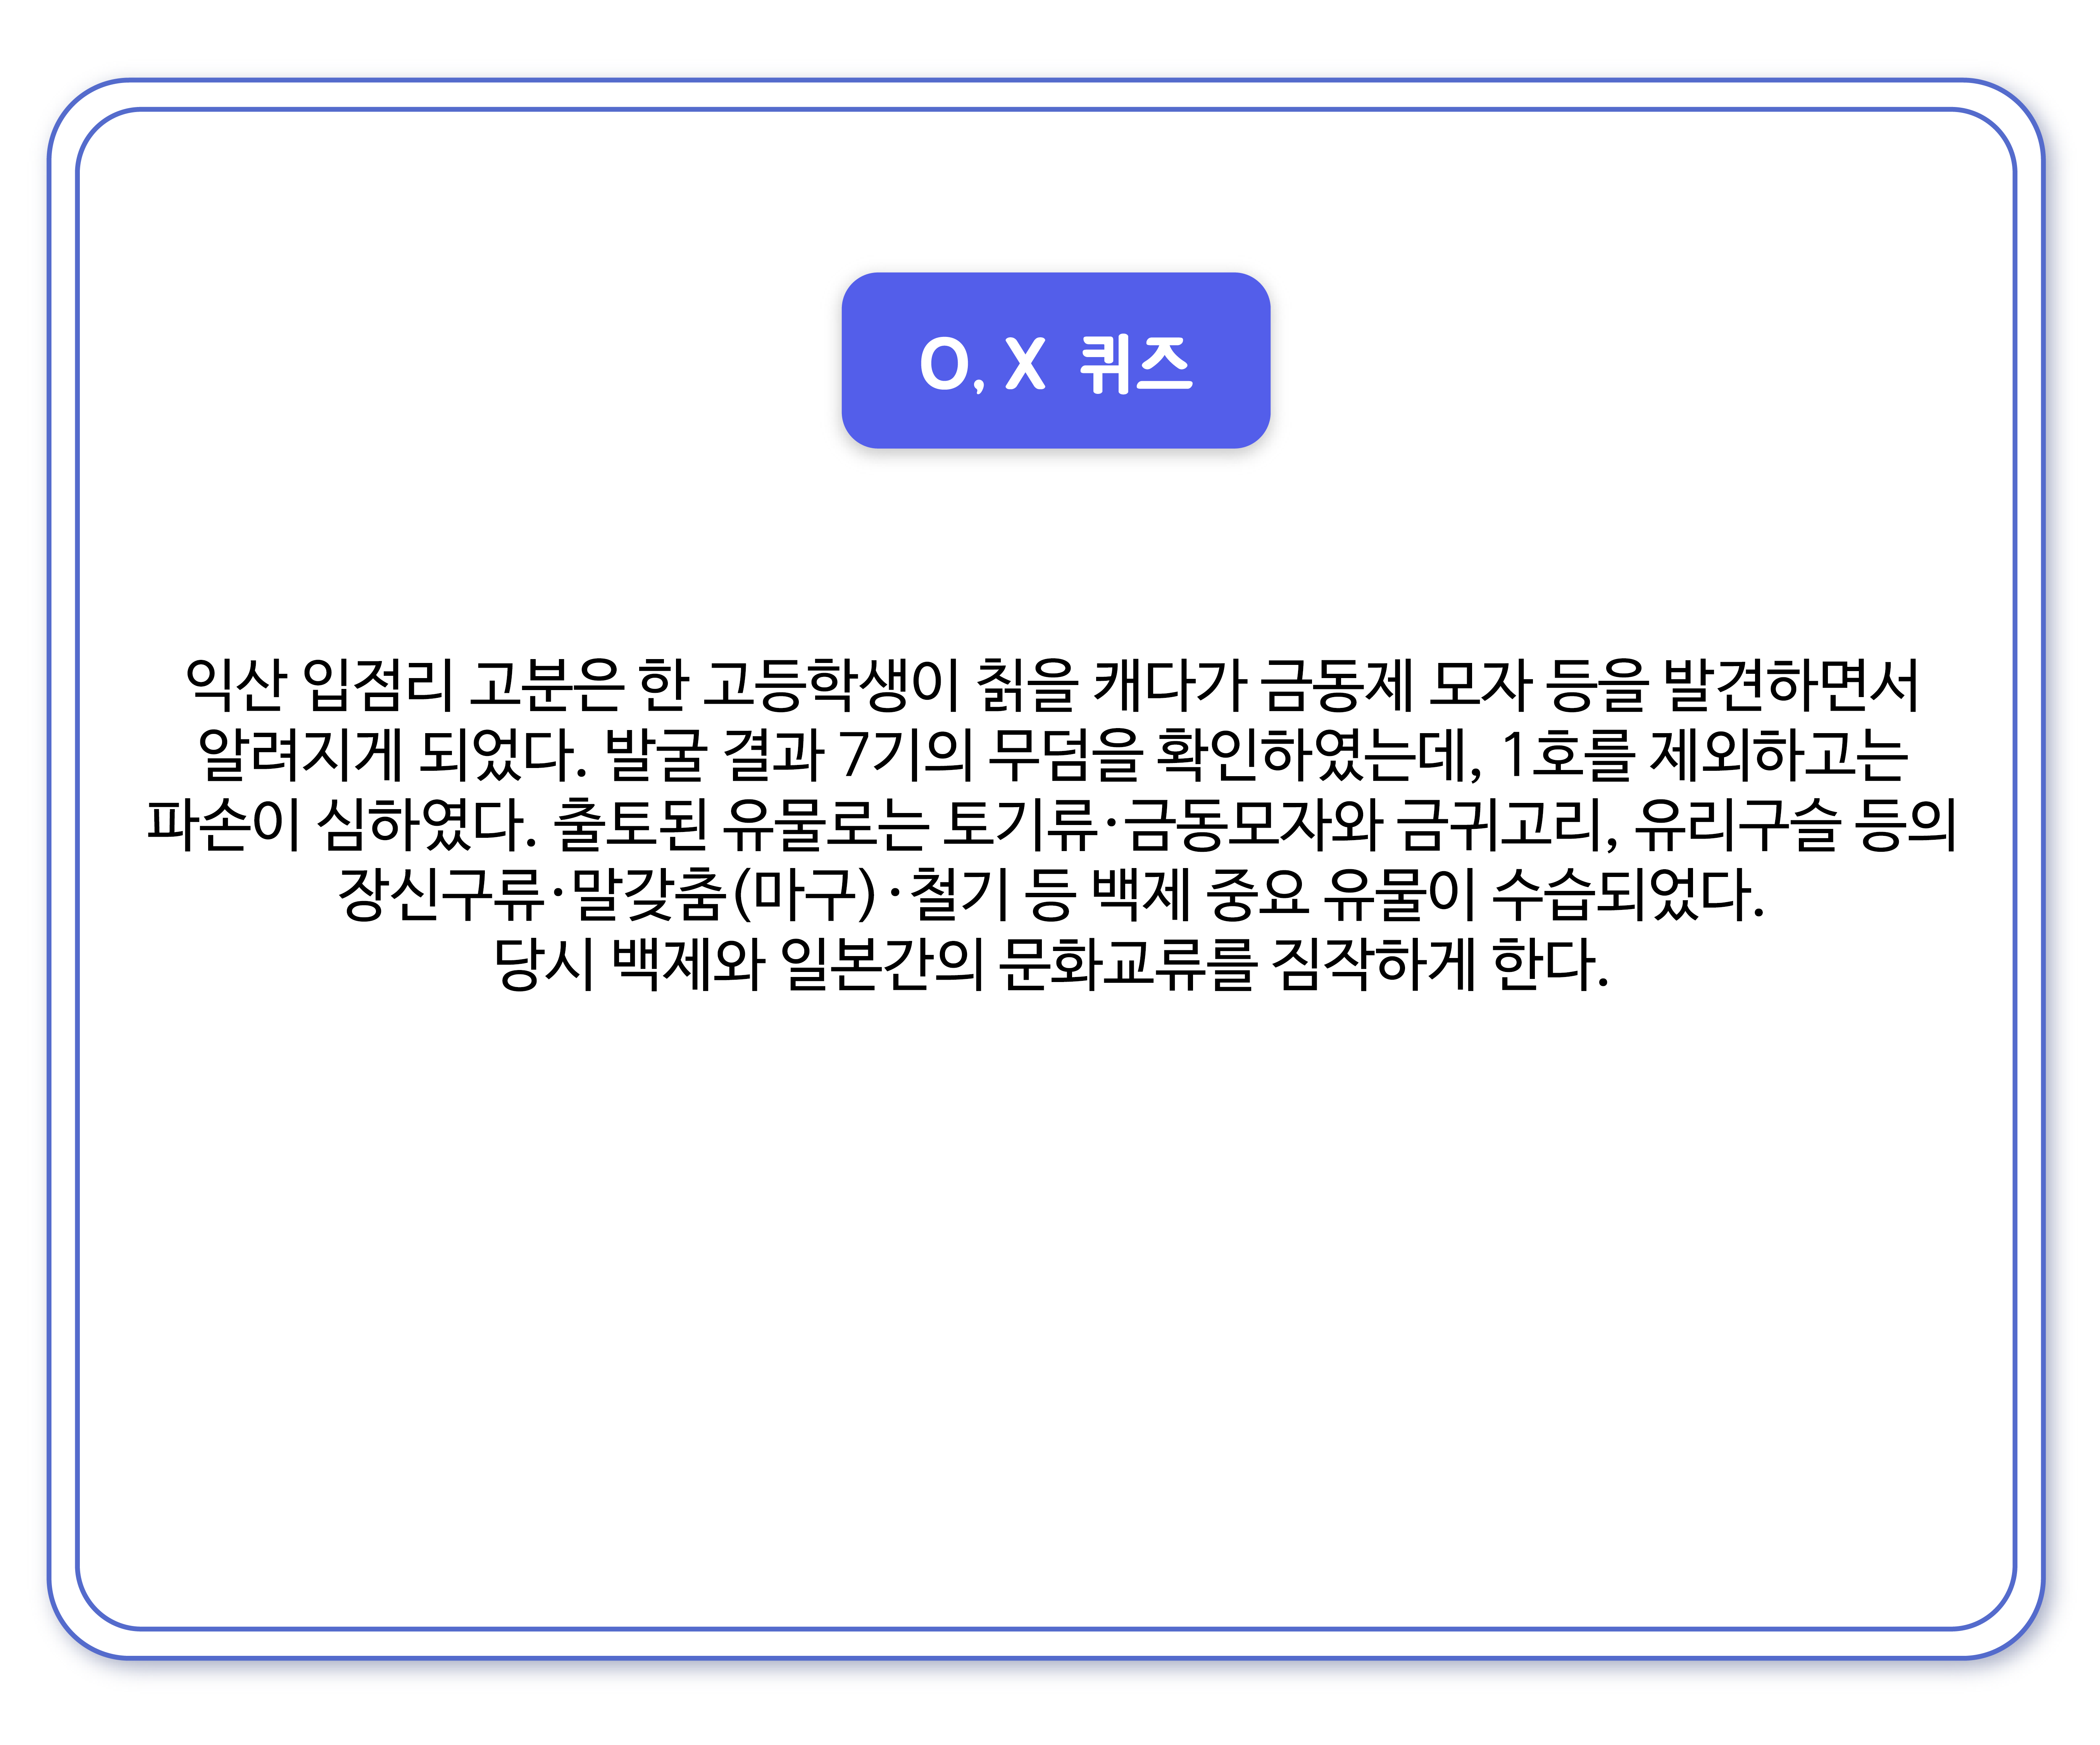 O, X 퀴즈
익산 입점리 고분은 한 고등학생이 칡을 캐다가 금동제 모자 등을 발견하면서
알려지게 되었다. 발굴 결과 7기의 무덤을 확인하였는데, 1호를 제외하고는
파손이 심하였다. 출토된 유물로는 토기류·금동모자와 금귀고리, 유리구슬 등의
장신구류·말갖춤(마구)·철기 등 백제 중요 유물이 수습되었다.
당시 백제와 일본간의 문화교류를 짐작하게 한다.